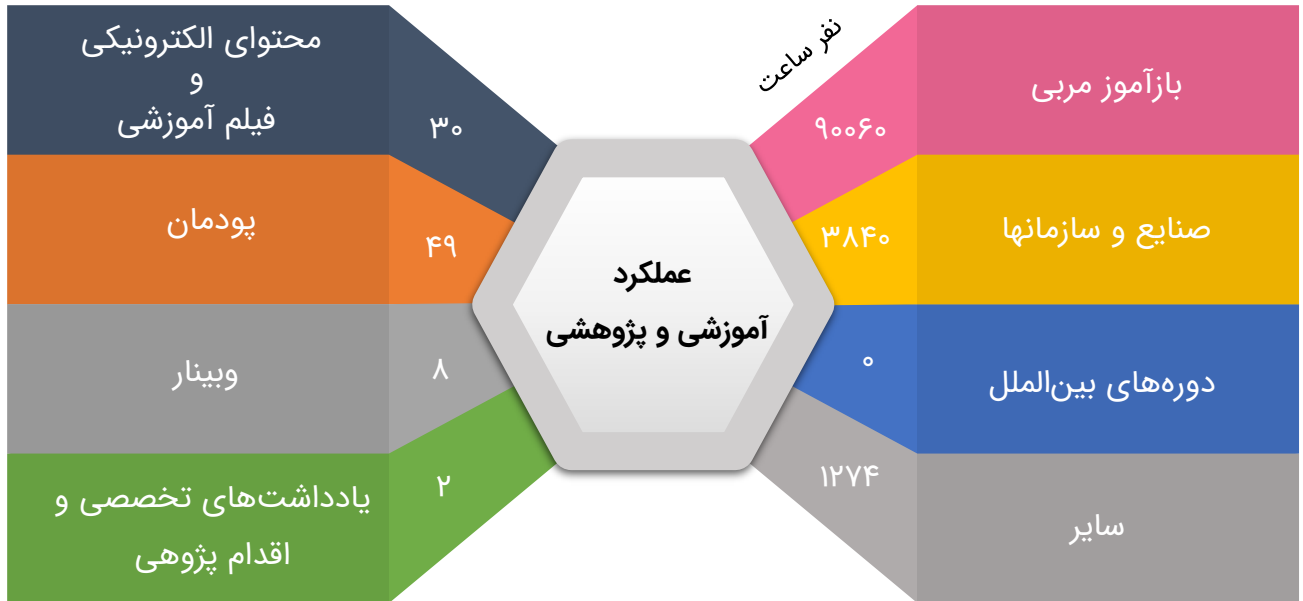 نفر ساعت
بازآموز مربی
۹۰۰۶۰
صنایع و سازمانها
۳۸۴۰
دوره‌های بین‌الملل
۰
سایر
۱۲۷۴
عملکرد
آموزشی و پژوهشی
محتوای الکترونیکی
و
فیلم آموزشی
۳۰
پودمان
۴۹
وبینار
۸
یادداشت‌های تخصصی و
اقدام پژوهی
۲